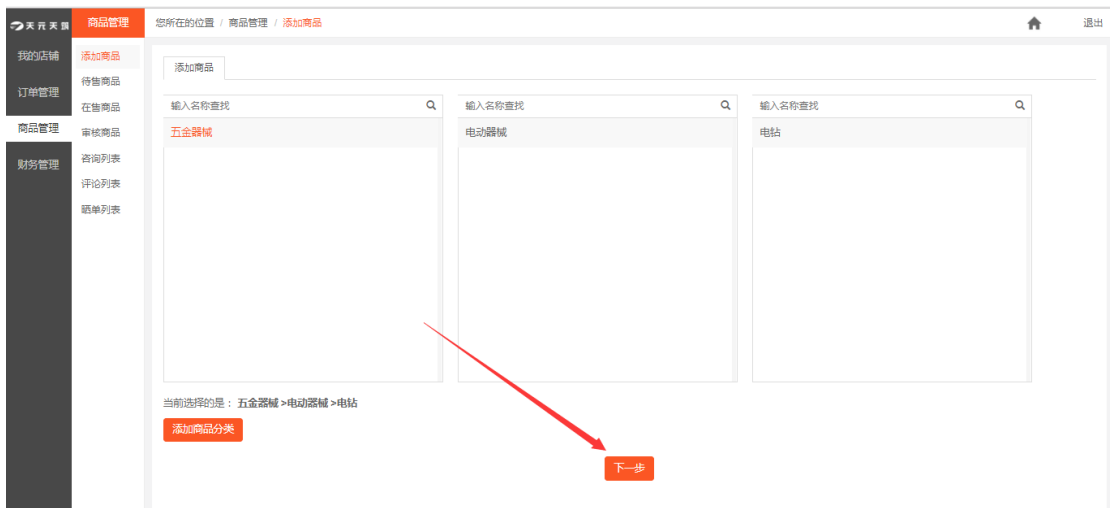 天元天筑
商品管理
您所在的位置 / 商品管理 / 添加商品
退出
我的店铺
订单管理
商品管理
财务管理
添加商品
待售商品
在售商品
审核商品
咨询列表
评论列表
晒单列表
添加商品
输入名称查找
输入名称查找
输入名称查找
五金器械
电动器械
电钻
当前选择的是： 五金器械 >电动器械 >电钻
添加商品分类
下一步